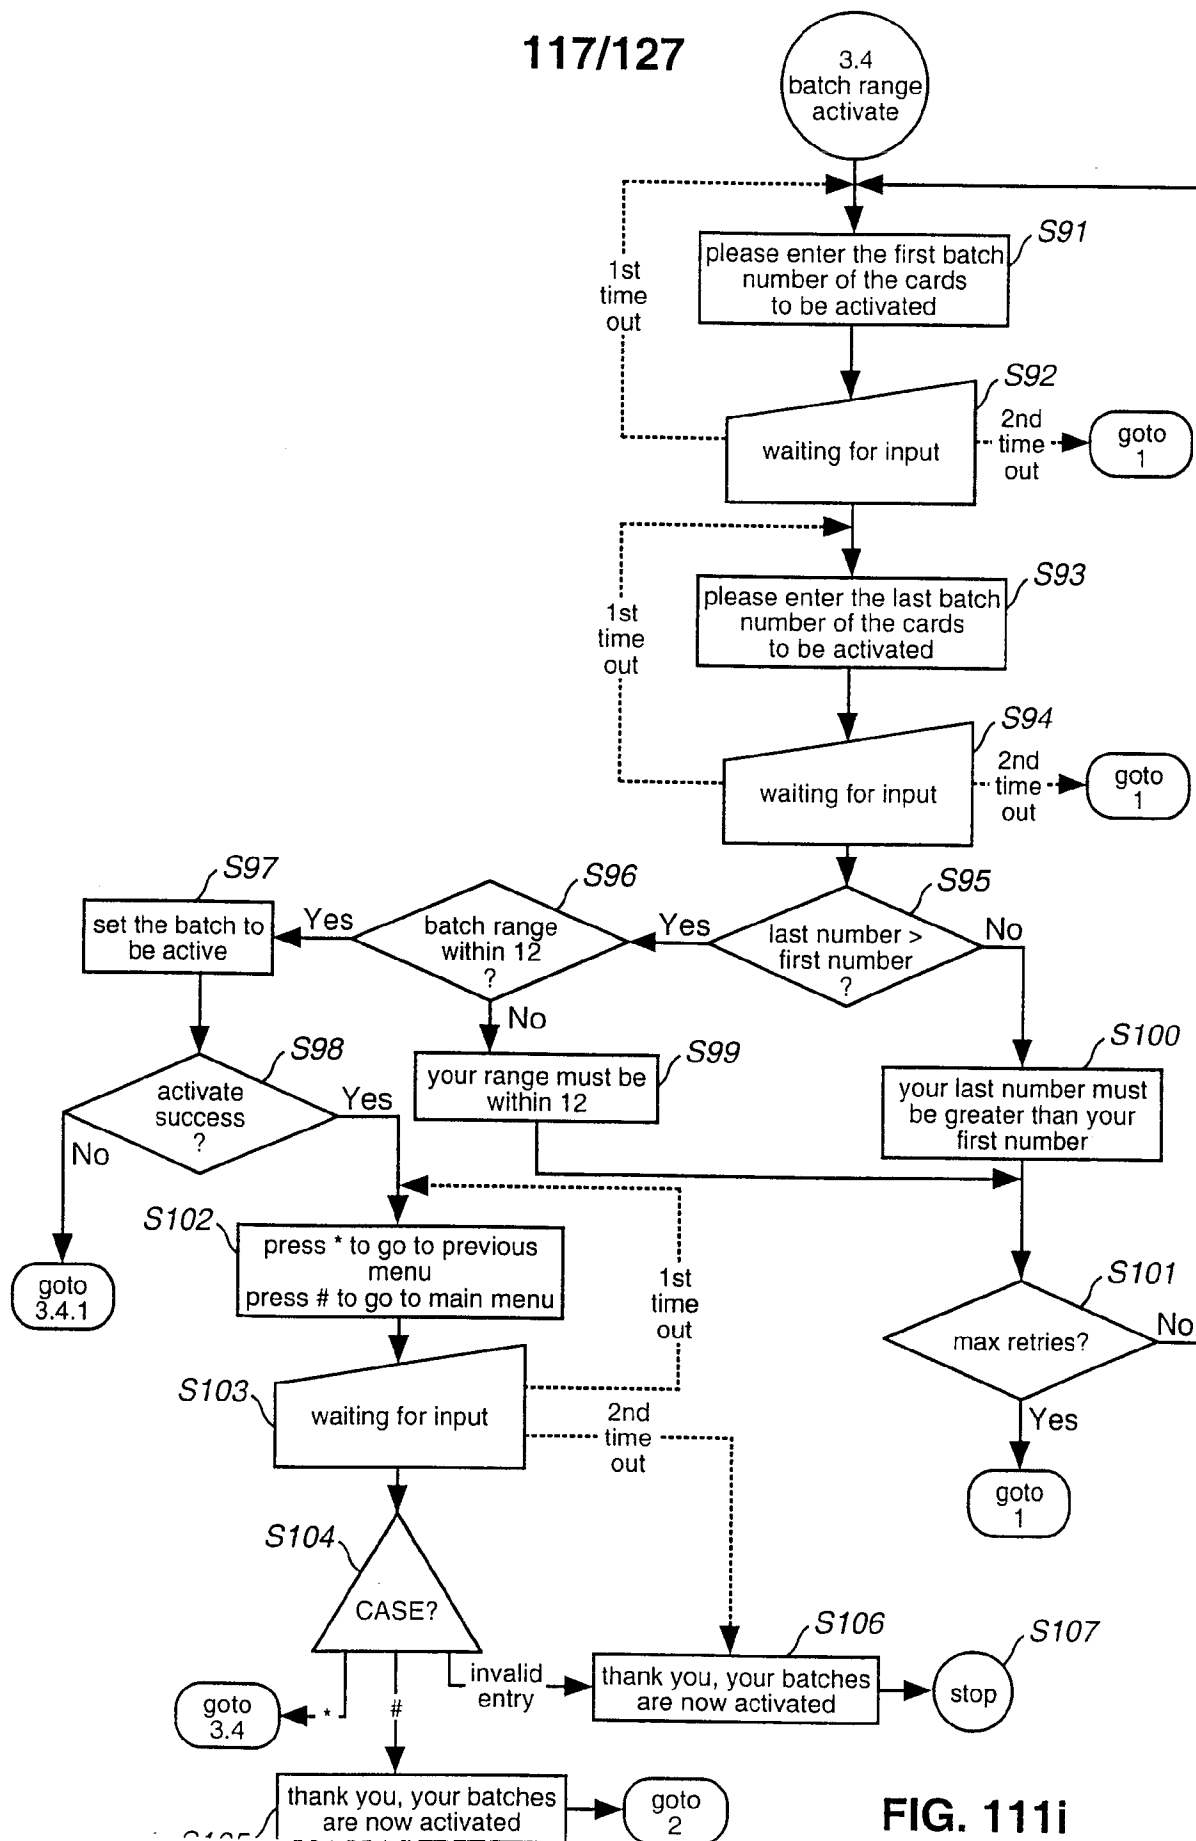 117/127
3.4
batch range
activate
S91
please enter the first batch
number of the cards
to be activated
1st
time
out
S92
waiting for input
2nd
time
out
goto
1
S93
please enter the last batch
number of the cards
to be activated
1st
time
out
S94
waiting for input
2nd
time
out
goto
1
S95
last number >
first number
?
Yes
No
S96
batch range
within 12
?
Yes
No
S97
set the batch to
be active
S98
activate
success
?
Yes
No
S99
your range must be
within 12
S100
your last number must
be greater than your
first number
goto
3.4.1
S102
press * to go to previous
menu
press # to go to main menu
1st
time
out
S101
max retries?
No
Yes
goto
1
S103
waiting for input
2nd
time
out
S104
CASE?
*
#
invalid
entry
goto
3.4
S106
thank you, your batches
are now activated
S107
stop
thank you, your batches
are now activated
goto
2
FIG. 111i